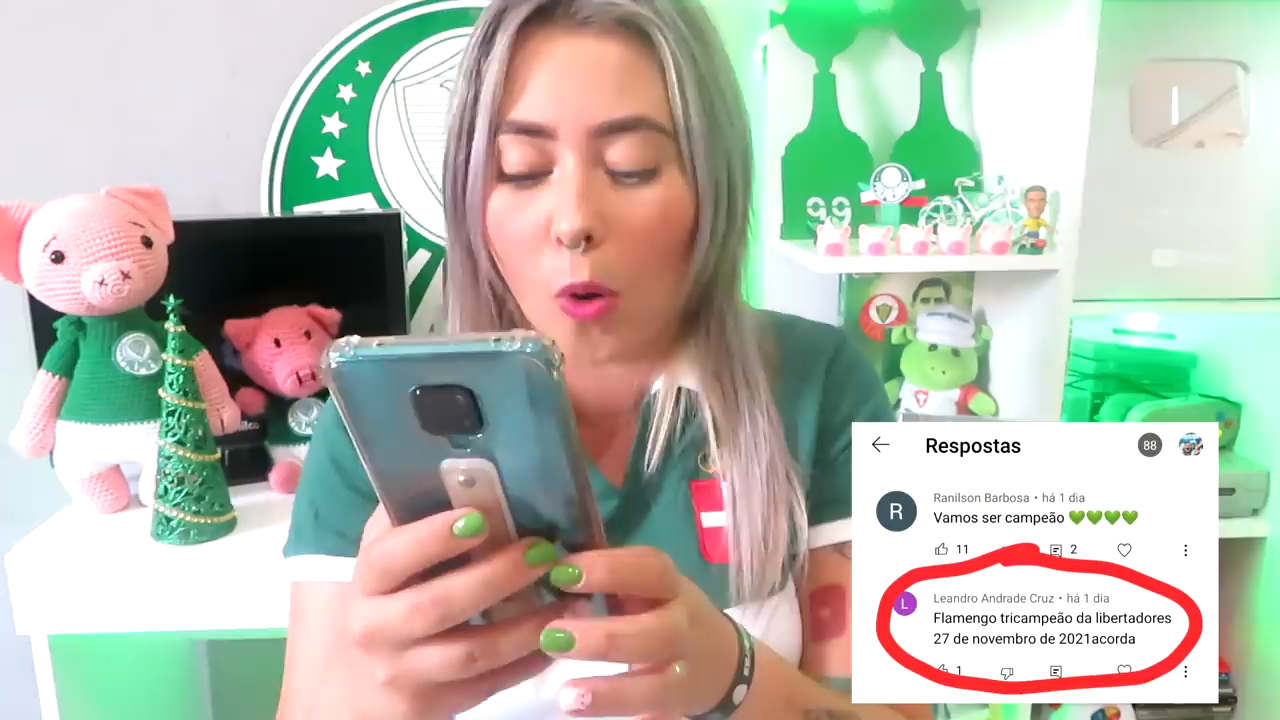 99
Respostas
88
R
Ranilson Barbosa • há 1 dia
Vamos ser campeão 💚💚💚💚
11
2
L
Leandro Andrade Cruz • há 1 dia
Flamengo tricampeão da libertadores
27 de novembro de 2021acorda
1